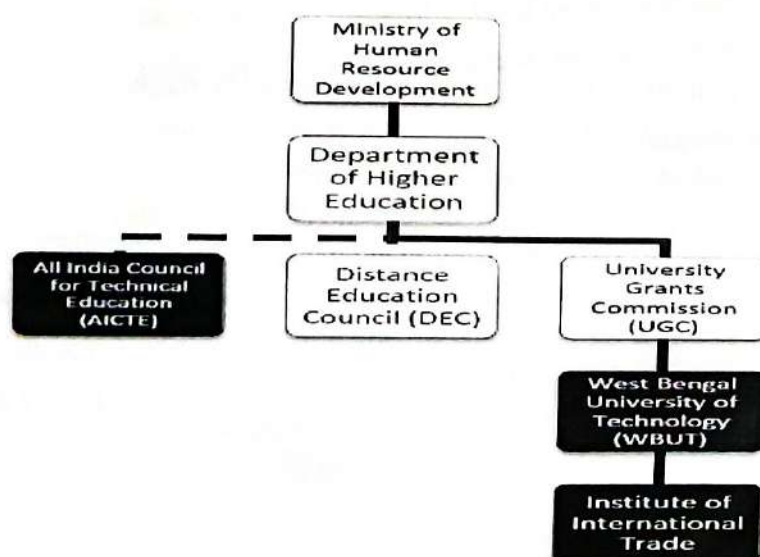 Ministry of
Human
Resource
Development
Department
of Higher
Education
All India Council
for Technical
Education
(AICTE)
Distance
Education
Council (DEC)
University
Grants
Commission
(UGC)
West Bengal
University of
Technology
(WBUT)
Institute of
International
Trade